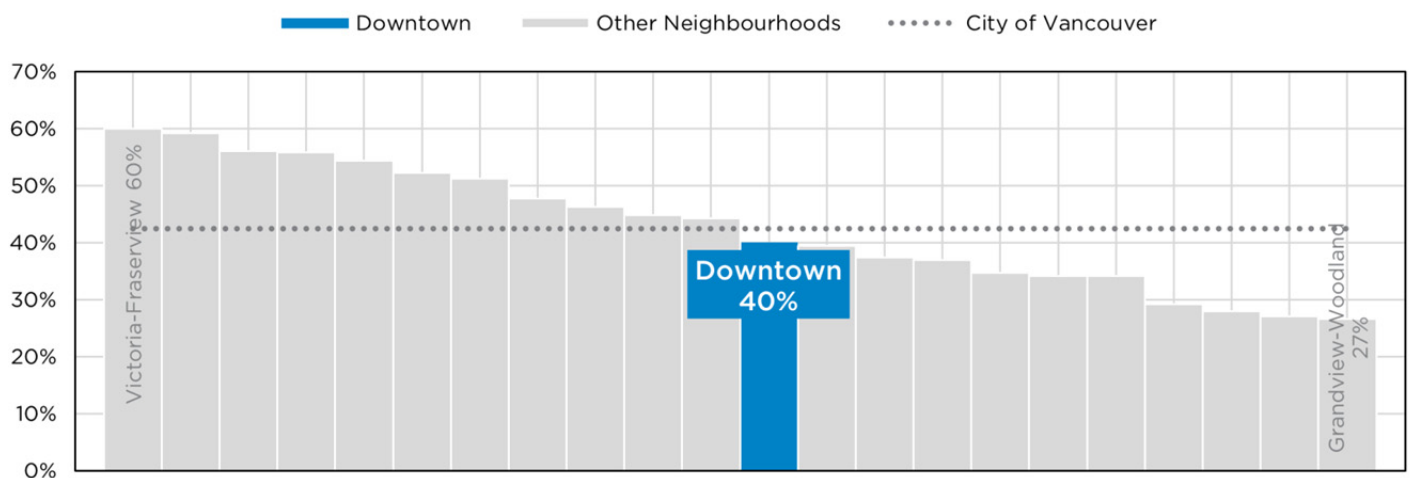 Downtown
Other Neighbourhoods
City of Vancouver
70%
60%
50%
40%
30%
20%
10%
0%
Victoria-Fraserview 60%
Downtown
40%
Grandview-Woodland
27%